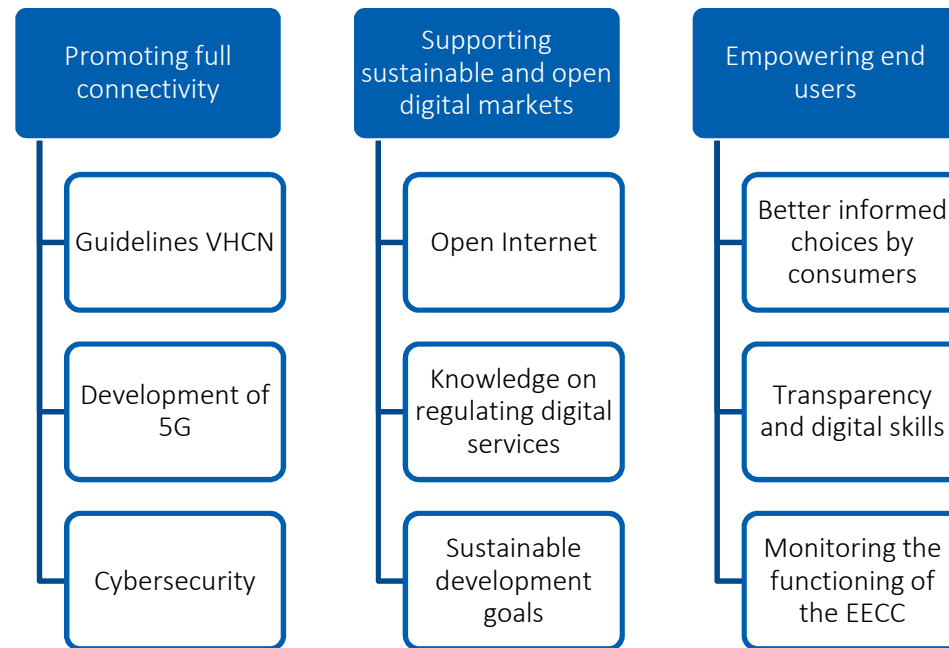 Promoting full
connectivity
Guidelines VHCN
Development of
5G
Cybersecurity
Supporting
sustainable and open
digital markets
Open Internet
Knowledge on
regulating digital
services
Sustainable
development
goals
Empowering end
users
Better informed
choices by
consumers
Transparency
and digital skills
Monitoring the
functioning of
the EECC